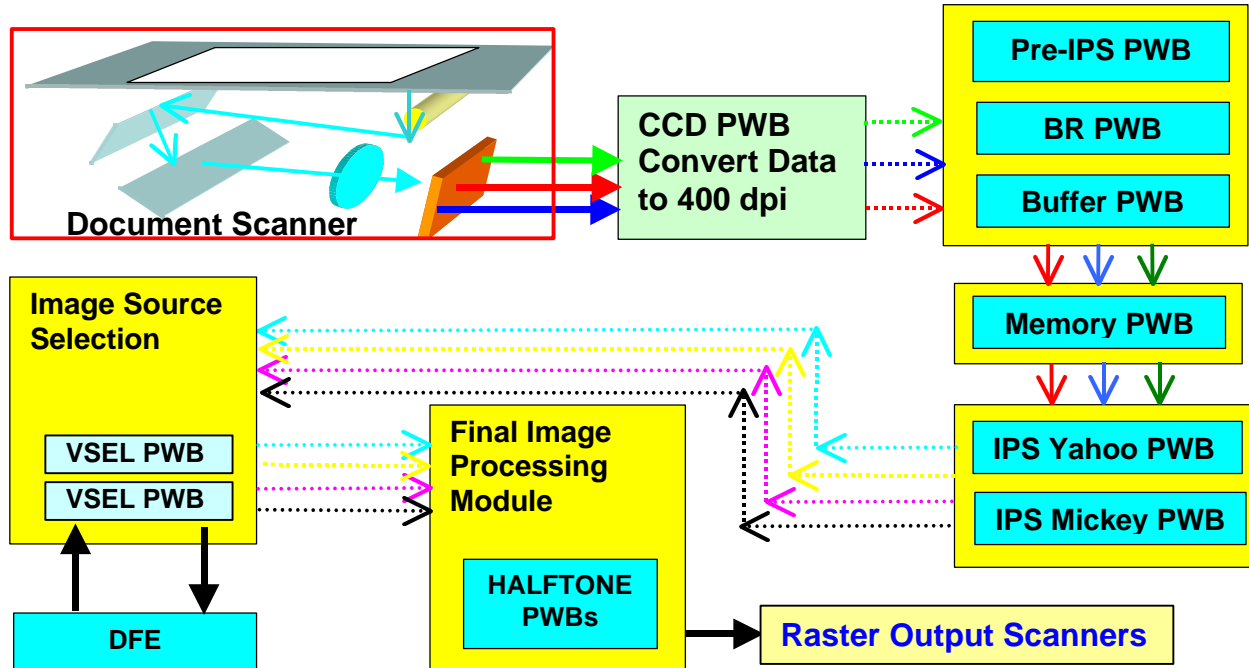 Document Scanner
CCD PWB
Convert Data
to 400 dpi
Pre-IPS PWB
BR PWB
Buffer PWB
Memory PWB
IPS Yahoo PWB
IPS Mickey PWB
Image Source
Selection
VSEL PWB
VSEL PWB
DFE
Final Image
Processing
Module
HALFTONE
PWBs
Raster Output Scanners